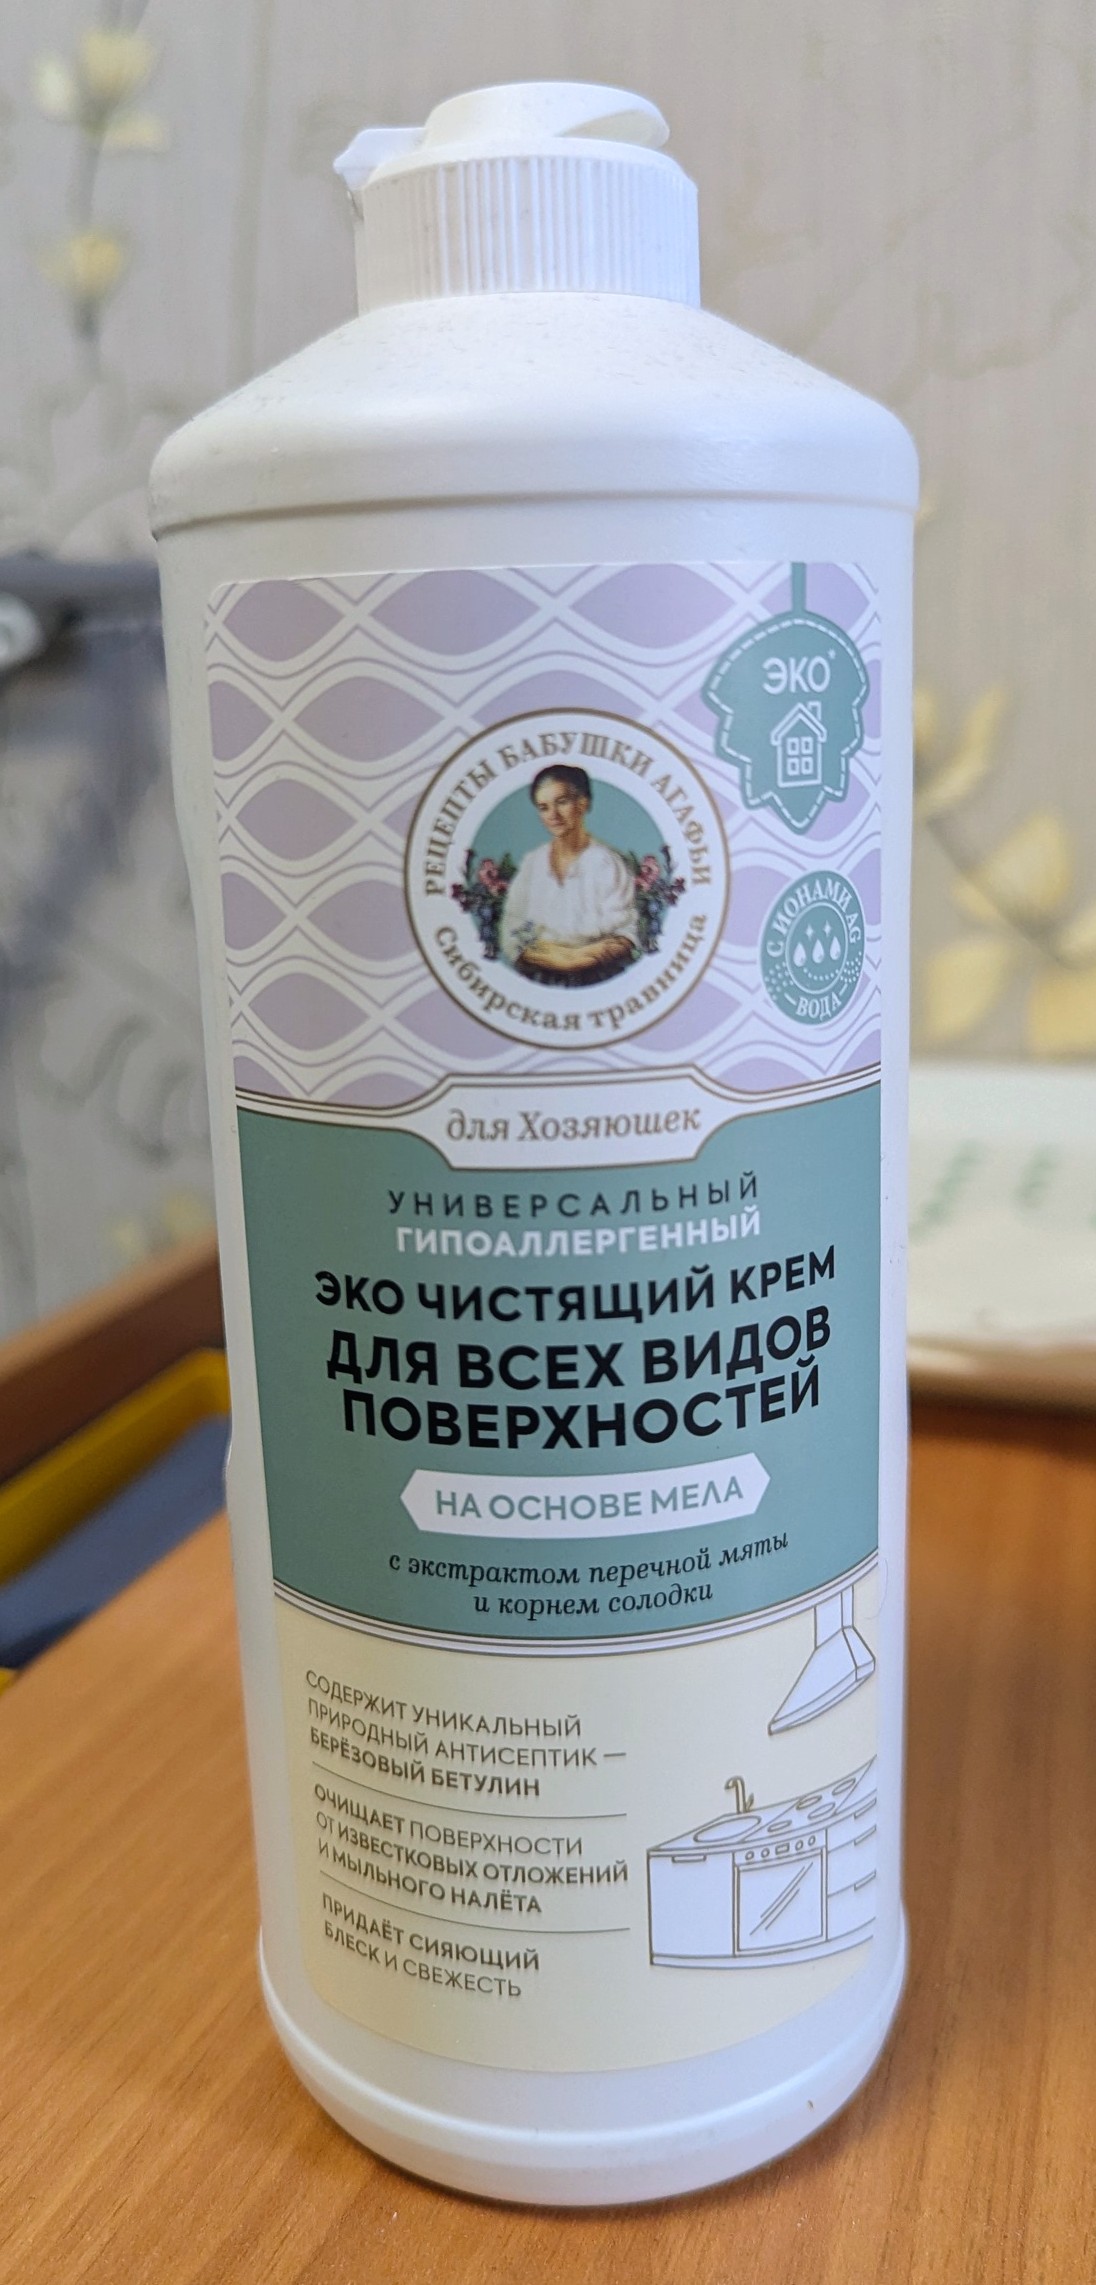 РЕЦЕПТЫ БАБУШКИ АГАФЬИ
Сибирская травница
ЭКО*
С ИОНАМИ AG
ВОДА
для Хозяюшек
УНИВЕРСАЛЬНЫЙ
ГИПОАЛЛЕРГЕННЫЙ
ЭКО ЧИСТЯЩИЙ КРЕМ
ДЛЯ ВСЕХ ВИДОВ
ПОВЕРХНОСТЕЙ
НА ОСНОВЕ МЕЛА
с экстрактом перечной мяты
и корнем солодки
СОДЕРЖИТ УНИКАЛЬНЫЙ
ПРИРОДНЫЙ АНТИСЕПТИК —
БЕРЁЗОВЫЙ БЕТУЛИН
ОЧИЩАЕТ ПОВЕРХНОСТИ
ОТ ИЗВЕСТКОВЫХ ОТЛОЖЕНИЙ
И МЫЛЬНОГО НАЛЁТА
ПРИДАЁТ СИЯЮЩИЙ
БЛЕСК И СВЕЖЕСТЬ